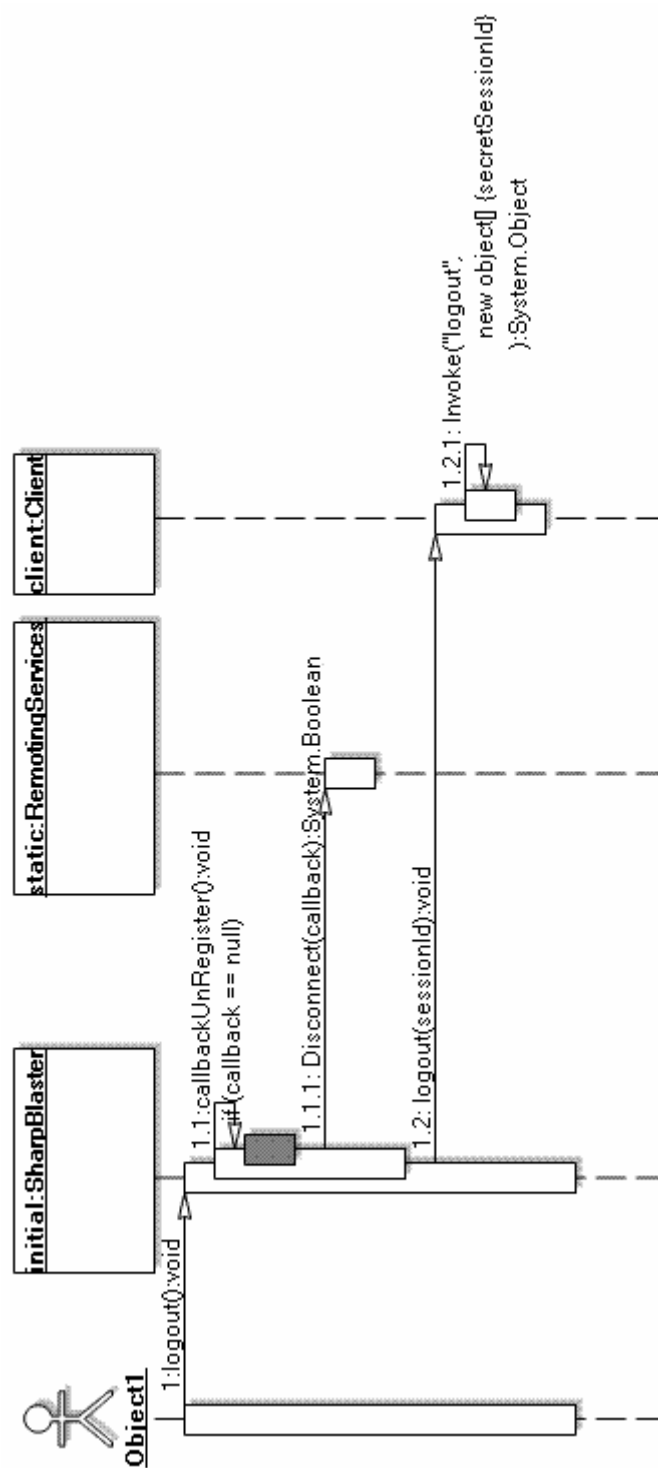 Object1
initial:SharpBlaster
static:RemotingServices
client:Client
1:logout():void
1.1:callbackUnRegister():void
if (callback == null)
1.1.1: Disconnect(callback):System.Boolean
1.2: logout(sessionId):void
1.2.1: Invoke("logout",
new object[] {secretSessionId}
):System.Object